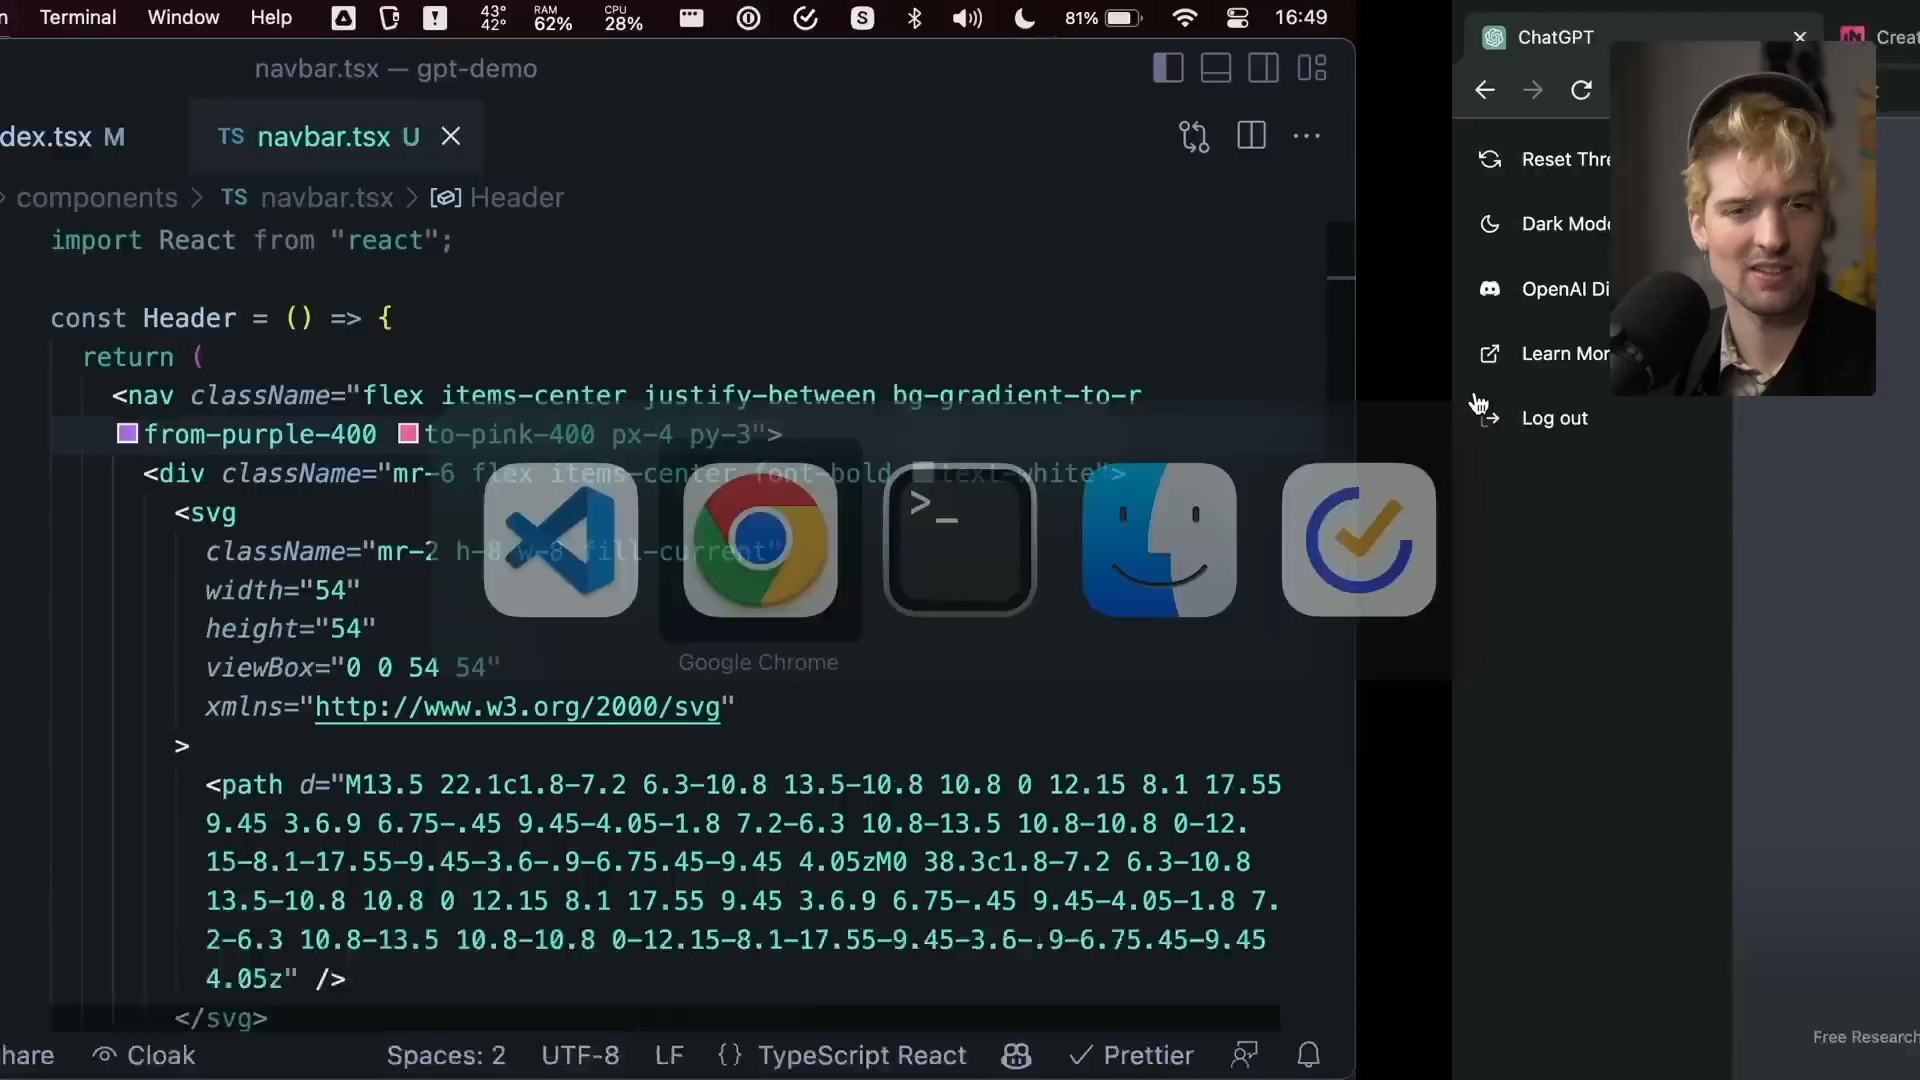 Terminal Window Help 43° 42° RAM 62% CPU 28% S 81% 16:49
navbar.tsx — gpt-demo
dex.tsx M TS navbar.tsx U
components > TS navbar.tsx > Header
import React from "react";
const Header = () => {
return (
<nav className="flex items-center justify-between bg-gradient-to-r
from-purple-400 to-pink-400 px-4 py-3">
<div className="mr-6 flex items-center font-bold text-white">
<svg
className="mr-2 h-8 w-8 fill-current"
width="54"
height="54"
viewBox="0 0 54 54"
xmlns="http://www.w3.org/2000/svg"
>
<path d="M13.5 22.1c1.8-7.2 6.3-10.8 13.5-10.8 10.8 0 12.15 8.1 17.55
9.45 3.6.9 6.75-.45 9.45-4.05-1.8 7.2-6.3 10.8-13.5 10.8-10.8 0-12.
15-8.1-17.55-9.45-3.6-.9-6.75.45-9.45 4.05zM0 38.3c1.8-7.2 6.3-10.8
13.5-10.8 10.8 0 12.15 8.1 17.55 9.45 3.6.9 6.75-.45 9.45-4.05-1.8 7.
2-6.3 10.8-13.5 10.8-10.8 0-12.15-8.1-17.55-9.45-3.6-.9-6.75.45-9.45
4.05z" />
</svg>
Google Chrome
hare Cloak Spaces: 2 UTF-8 LF {} TypeScript React Prettier
ChatGPT Creat
Reset Thre
Dark Mode
OpenAI Di
Learn Mor
Log out
Free Research